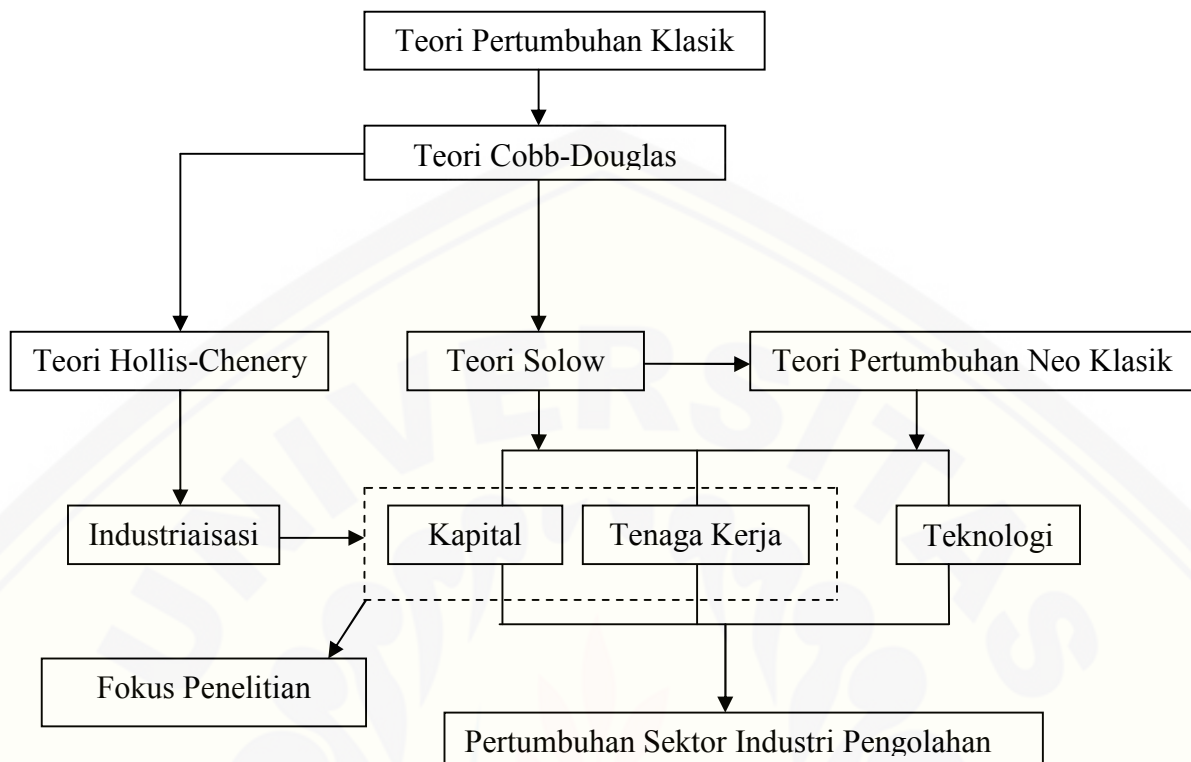 Teori Pertumbuhan Klasik
Teori Cobb-Douglas
Teori Hollis-Chenery
Teori Solow
Teori Pertumbuhan Neo Klasik
Industriaisasi
Kapital
Tenaga Kerja
Teknologi
Fokus Penelitian
Pertumbuhan Sektor Industri Pengolahan
UNIVERSITAS